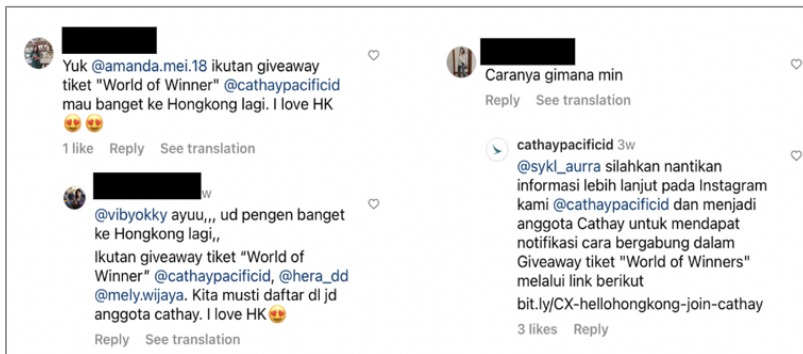 Yuk @amanda.mei.18 ikutan giveaway
tiket "World of Winner" @cathaypacificid
mau banget ke Hongkong lagi. I love HK
😍😍
1 like Reply See translation
w
@vibyokky ayuu,,, ud pengen banget
ke Hongkong lagi,,
Ikutan giveaway tiket “World of
Winner” @cathaypacificid, @hera_dd
@mely.wijaya. Kita musti daftar dl jd
anggota cathay. I love HK😍
Reply See translation
Caranya gimana min
Reply See translation
cathaypacificid 3w
@sykl_aurra silahkan nantikan
informasi lebih lanjut pada Instagram
kami @cathaypacificid dan menjadi
anggota Cathay untuk mendapat
notifikasi cara bergabung dalam
Giveaway tiket "World of Winners"
melalui link berikut
bit.ly/CX-hellohongkong-join-cathay
3 likes Reply